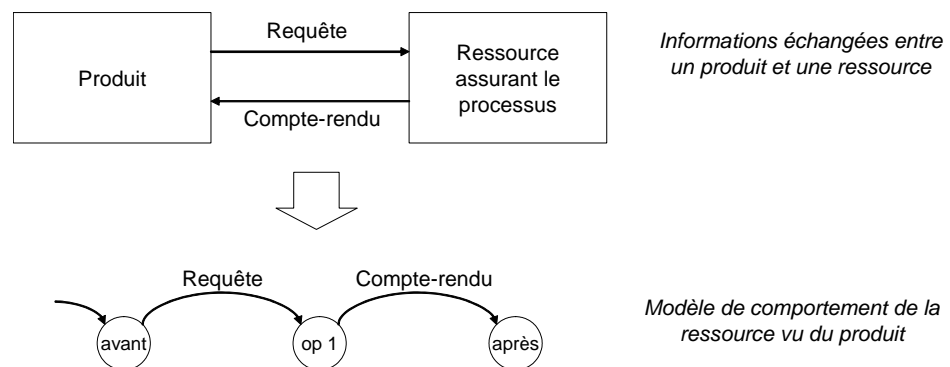 Requête
Produit
Ressource
assurant le
processus
Compte-rendu
Informations échangées entre
un produit et une ressource
Requête
Compte-rendu
avant
op 1
après
Modèle de comportement de la
ressource vu du produit